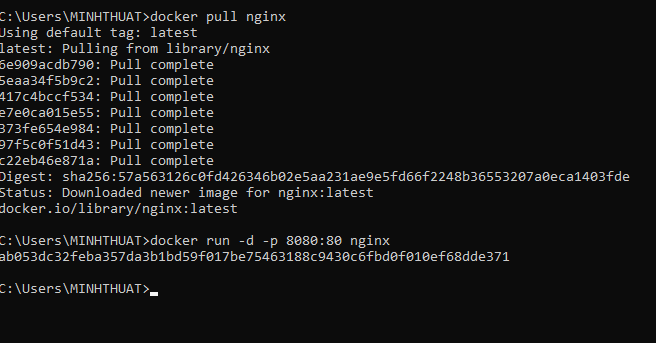 C:\Users\MINHTHUAT>docker pull nginx
Using default tag: latest
latest: Pulling from library/nginx
6e909acdb790: Pull complete
5eaa34f5b9c2: Pull complete
417c4bccf534: Pull complete
e7e0ca015e55: Pull complete
373fe654e984: Pull complete
97f5c0f51d43: Pull complete
c22eb46e871a: Pull complete
Digest: sha256:57a563126c0fd426346b02e5aa231ae9e5fd66f2248b36553207a0eca1403fde
Status: Downloaded newer image for nginx:latest
docker.io/library/nginx:latest
C:\Users\MINHTHUAT>docker run -d -p 8080:80 nginx
ab053dc32feba357da3b1bd59f017be75463188c9430c6fbd0f010ef68dde371
C:\Users\MINHTHUAT>